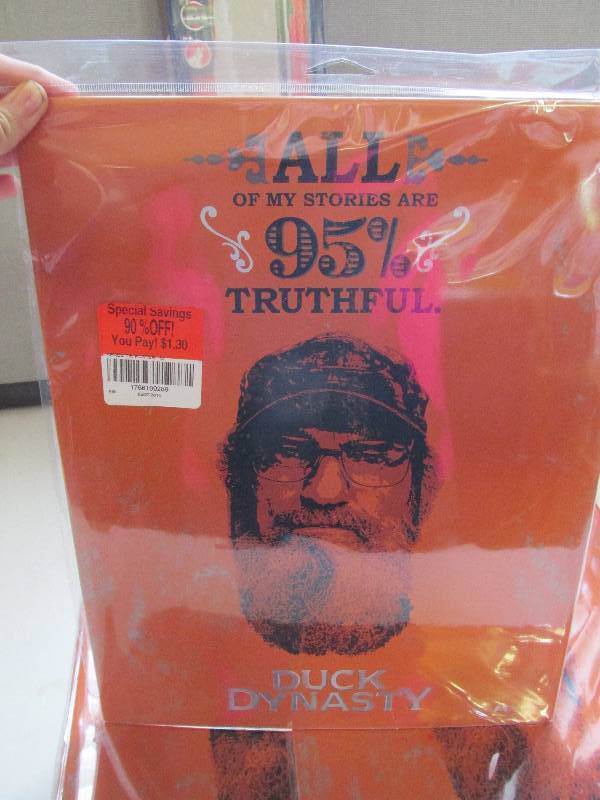 ALL
OF MY STORIES ARE
95%
TRUTHFUL.
Special Savings
90 %OFF!
You Pay! $1.30
DUCK
DYNASTY